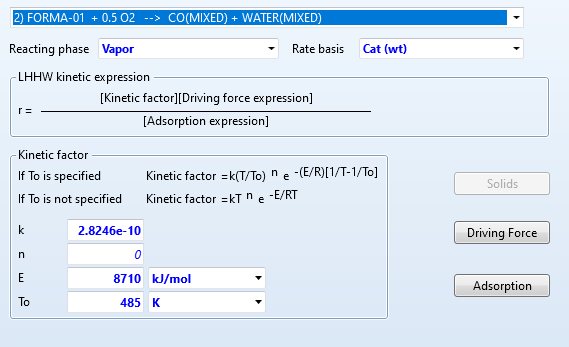 2) FORMA-01 + 0.5 O2 --> CO(MIXED) + WATER(MIXED)
Reacting phase Vapor Rate basis Cat (wt)
LHHW kinetic expression
[Kinetic factor][Driving force expression]
r =
[Adsorption expression]
Kinetic factor
If To is specified Kinetic factor =k(T/To) n e -(E/R)[1/T-1/To]
If To is not specified Kinetic factor =kT n e -E/RT
Solids
k 2.8246e-10
Driving Force
n 0
E 8710 kJ/mol
Adsorption
To 485 K